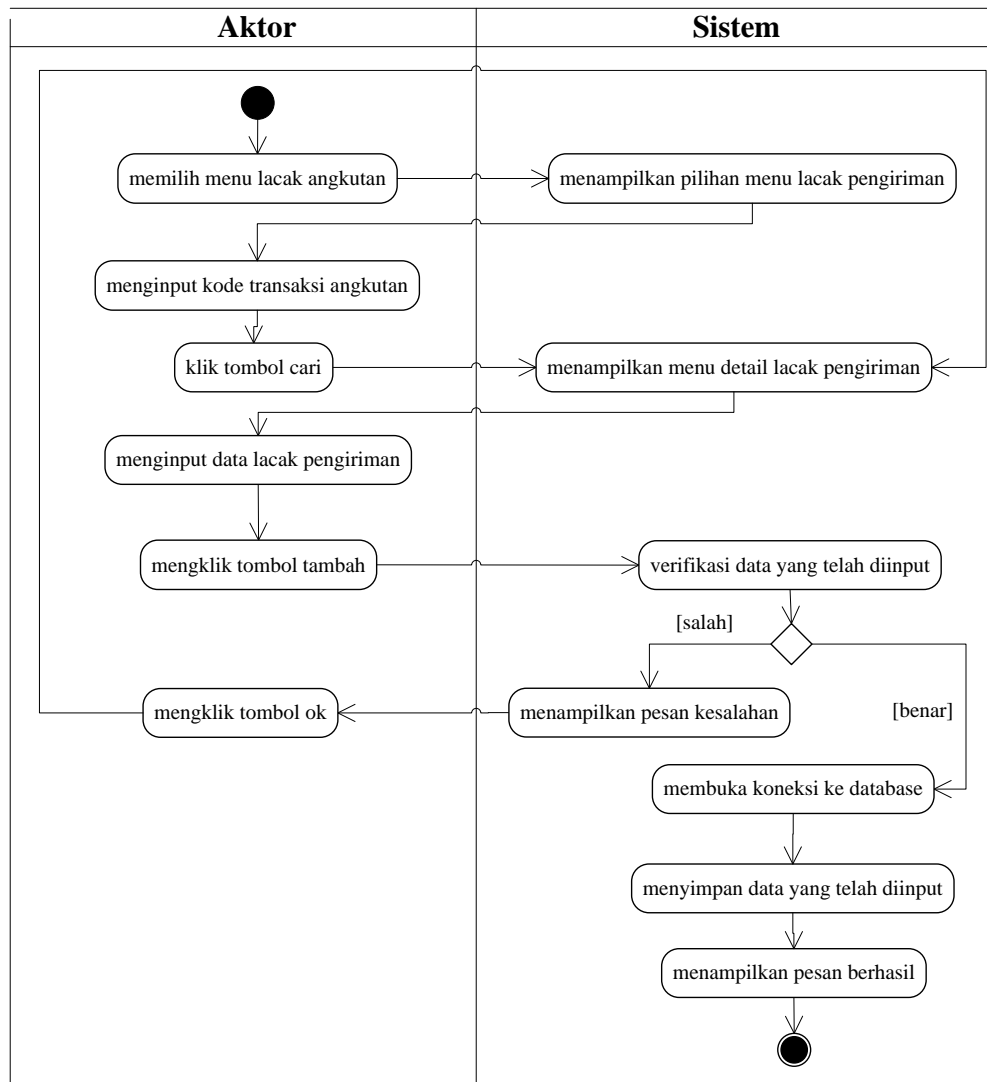 Aktor
Sistem
memilih menu lacak angkutan
menampilkan pilihan menu lacak pengiriman
menginput kode transaksi angkutan
klik tombol cari
menampilkan menu detail lacak pengiriman
menginput data lacak pengiriman
mengklik tombol tambah
verifikasi data yang telah diinput
[salah]
mengklik tombol ok
menampilkan pesan kesalahan
[benar]
membuka koneksi ke database
menyimpan data yang telah diinput
menampilkan pesan berhasil